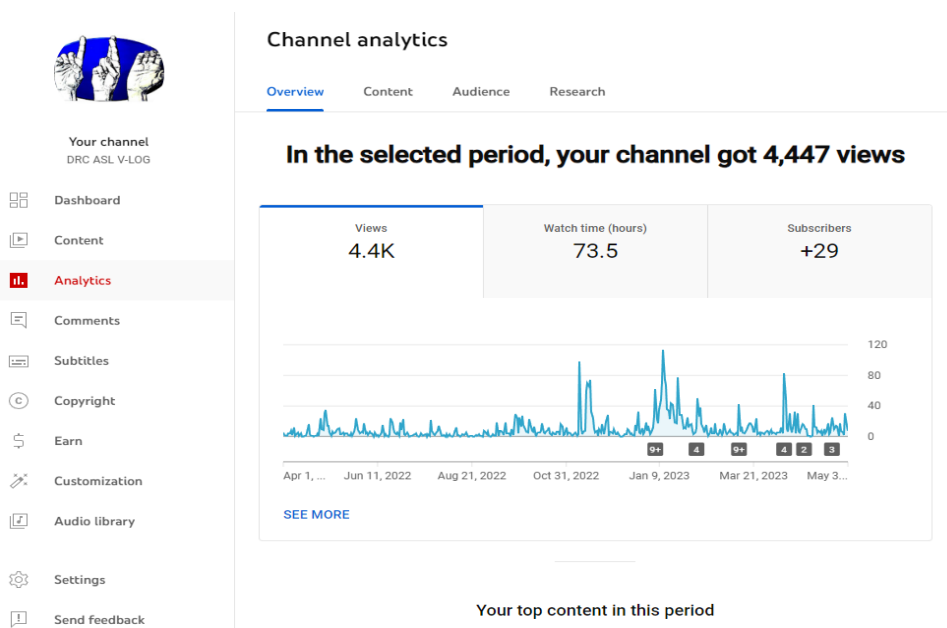 Channel analytics
Overview Content Audience Research
Your channel
DRC ASL V-LOG
Dashboard
Content
Analytics
Comments
Subtitles
Copyright
Earn
Customization
Audio library
Settings
Send feedback
In the selected period, your channel got 4,447 views
Views
4.4K
Watch time (hours)
73.5
Subscribers
+29
120
80
40
0
9+ 4 9+ 4 2 3
Apr 1, ... Jun 11, 2022 Aug 21, 2022 Oct 31, 2022 Jan 9, 2023 Mar 21, 2023 May 3...
SEE MORE
Your top content in this period